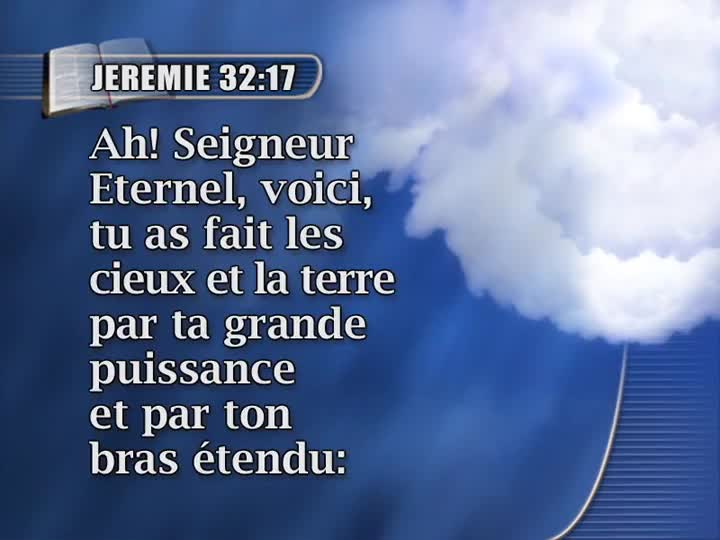 JEREMIE 32:17
Ah! Seigneur
Eternel, voici,
tu as fait les
cieux et la terre
par ta grande
puissance
et par ton
bras étendu: